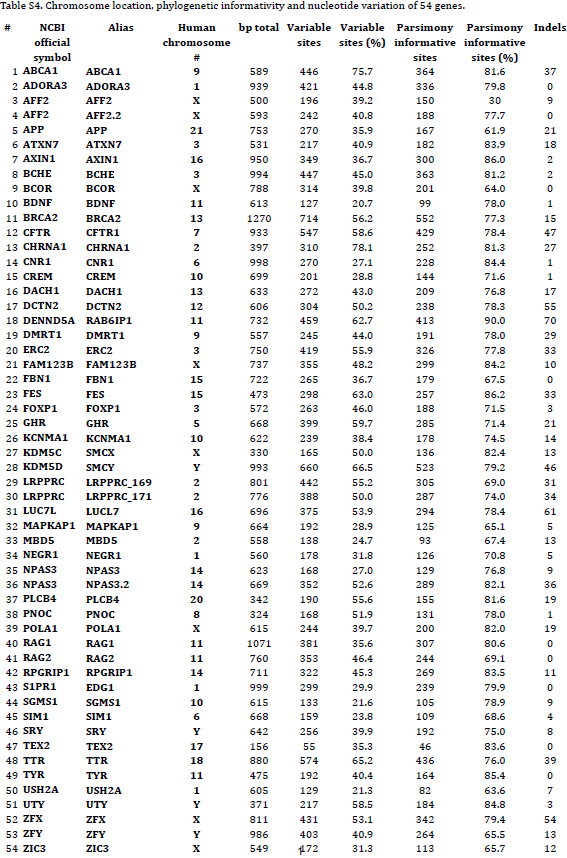 Table S4. Chromosome location, phylogenetic informativity and nucleotide variation of 54 genes.
# NCBI official symbol Alias Human chromosome # bp total Variable sites Variable sites (%) Parsimony informative sites Parsimony informative sites (%) Indels
1 ABCA1 ABCA1 9 589 446 75.7 364 81.6 37
2 ADORA3 ADORA3 1 939 421 44.8 336 79.8 0
3 AFF2 AFF2 X 500 196 39.2 150 30 9
4 AFF2 AFF2.2 X 593 242 40.8 188 77.7 0
5 APP APP 21 753 270 35.9 167 61.9 21
6 ATXN7 ATXN7 3 531 217 40.9 182 83.9 18
7 AXIN1 AXIN1 16 950 349 36.7 300 86.0 2
8 BCHE BCHE 3 994 447 45.0 363 81.2 2
9 BCOR BCOR X 788 314 39.8 201 64.0 0
10 BDNF BDNF 11 613 127 20.7 99 78.0 1
11 BRCA2 BRCA2 13 1270 714 56.2 552 77.3 15
12 CFTR CFTR1 7 933 547 58.6 429 78.4 47
13 CHRNA1 CHRNA1 2 397 310 78.1 252 81.3 27
14 CNR1 CNR1 6 998 270 27.1 228 84.4 1
15 CREM CREM 10 699 201 28.8 144 71.6 1
16 DACH1 DACH1 13 633 272 43.0 209 76.8 17
17 DCTN2 DCTN2 12 606 304 50.2 238 78.3 55
18 DENND5A RAB6IP1 11 732 459 62.7 413 90.0 70
19 DMRT1 DMRT1 9 557 245 44.0 191 78.0 29
20 ERC2 ERC2 3 750 419 55.9 326 77.8 33
21 FAM123B FAM123B X 737 355 48.2 299 84.2 10
22 FBN1 FBN1 15 722 265 36.7 179 67.5 0
23 FES FES 15 473 298 63.0 257 86.2 33
24 FOXP1 FOXP1 3 572 263 46.0 188 71.5 3
25 GHR GHR 5 668 399 59.7 285 71.4 21
26 KCNMA1 KCNMA1 10 622 239 38.4 178 74.5 14
27 KDM5C SMCX X 330 165 50.0 136 82.4 13
28 KDM5D SMCY Y 993 660 66.5 523 79.2 46
29 LRPPRC LRPPRC_169 2 801 442 55.2 305 69.0 31
30 LRPPRC LRPPRC_171 2 776 388 50.0 287 74.0 34
31 LUC7L LUCL7 16 696 375 53.9 294 78.4 61
32 MAPKAP1 MAPKAP1 9 664 192 28.9 125 65.1 5
33 MBD5 MBD5 2 558 138 24.7 93 67.4 13
34 NEGR1 NEGR1 1 560 178 31.8 126 70.8 5
35 NPAS3 NPAS3 14 623 168 27.0 129 76.8 9
36 NPAS3 NPAS3.2 14 669 352 52.6 289 82.1 36
37 PLCB4 PLCB4 20 342 190 55.6 155 81.6 19
38 PNOC PNOC 8 324 168 51.9 131 78.0 1
39 POLA1 POLA1 X 615 244 39.7 200 82.0 19
40 RAG1 RAG1 11 1071 381 35.6 307 80.6 0
41 RAG2 RAG2 11 760 353 46.4 244 69.1 0
42 RPGRIP1 RPGRIP1 14 711 322 45.3 269 83.5 11
43 S1PR1 EDG1 1 999 299 29.9 239 79.9 0
44 SGMS1 SGMS1 10 615 133 21.6 105 78.9 9
45 SIM1 SIM1 6 668 159 23.8 109 68.6 4
46 SRY SRY Y 642 256 39.9 192 75.0 8
47 TEX2 TEX2 17 156 55 35.3 46 83.6 0
48 TTR TTR 18 880 574 65.2 436 76.0 39
49 TYR TYR 11 475 192 40.4 164 85.4 0
50 USH2A USH2A 1 605 129 21.3 82 63.6 7
51 UTY UTY Y 371 217 58.5 184 84.8 3
52 ZFX ZFX X 811 431 53.1 342 79.4 54
53 ZFY ZFY Y 986 403 40.9 264 65.5 13
54 ZIC3 ZIC3 X 549 172 31.3 113 65.7 12